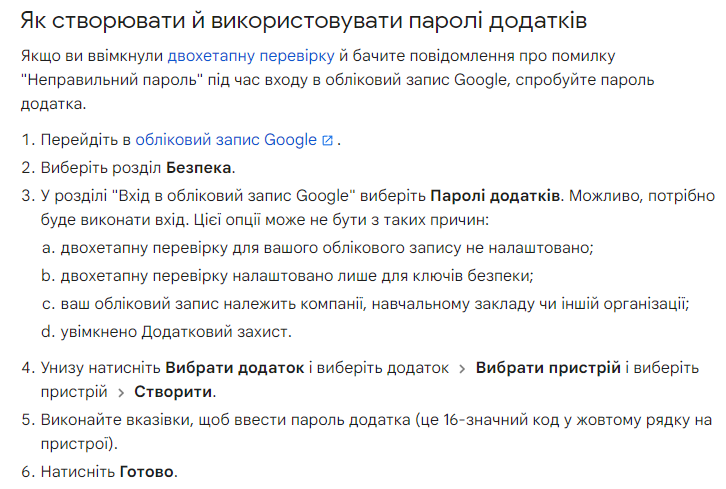 Як створювати й використовувати паролі додатків
Якщо ви ввімкнули двохетапну перевірку й бачите повідомлення про помилку
"Неправильний пароль" під час входу в обліковий запис Google, спробуйте пароль
додатка.
1. Перейдіть в обліковий запис Google .
2. Виберіть розділ Безпека.
3. У розділі "Вхід в обліковий запис Google" виберіть Паролі додатків. Можливо, потрібно
буде виконати вхід. Цієї опції може не бути з таких причин:
a. двохетапну перевірку для вашого облікового запису не налаштовано;
b. двохетапну перевірку налаштовано лише для ключів безпеки;
c. ваш обліковий запис належить компанії, навчальному закладу чи іншій організації;
d. увімкнено Додатковий захист.
4. Унизу натисніть Вибрати додаток і виберіть додаток > Вибрати пристрій і виберіть
пристрій > Створити.
5. Виконайте вказівки, щоб ввести пароль додатка (це 16-значний код у жовтому рядку на
пристрої).
6. Натисніть Готово.